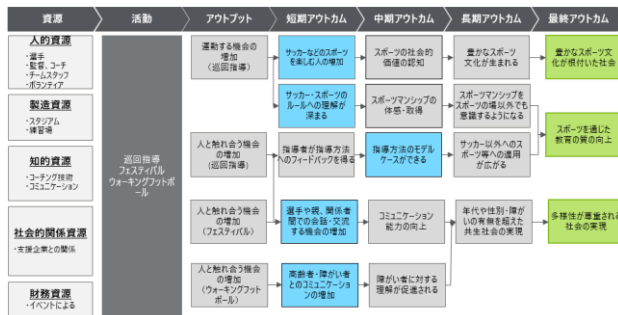 資源
活動
アウトプット
短期アウトカム
中期アウトカム
長期アウトカム
最終アウトカム
人的資源
・選手
・監督、コーチ
・チームスタッフ
・ボランティア
製造資源
・スタジアム
・練習場
知的資源
・コーチング技術
・コミュニケーション
社会的関係資源
・支援企業との関係
財務資源
・イベントによる
巡回指導
フェスティバル
ウォーキングフットボ
ール
運動する機会の
増加
(巡回指導)
サッカーなどのスポーツ
を楽しむ人の増加
スポーツの社会的
価値の認知
豊かなスポーツ
文化が生まれる
豊かなスポーツ文
化が根付いた社会
サッカー・スポーツの
ルールへの理解が
深まる
スポーツマンシップの
体感・取得
スポーツマンシップを
スポーツの場以外でも
意識するようになる
人と触れ合う機会
の増加
(巡回指導)
指導者が指導方法
へのフィードバックを得る
指導方法のモデル
ケースができる
サッカー以外へのスポ
ーツ等への運用
が広がる
スポーツを通じた
教育の質の向上
人と触れ合う機会
の増加
(フェスティバル)
選手や親、関係者
間での会話・交流
する機会の増加
コミュニケーション
能力の向上
年代や性別・障が
いの有無を超えた
共生社会の実現
多様性が尊重される
社会の実現
人と触れ合う機会
の増加
(ウォーキングフット
ボール)
高齢者・障がい者
とのコミュニケーション
の増加
障がい者に対する
理解が促進される